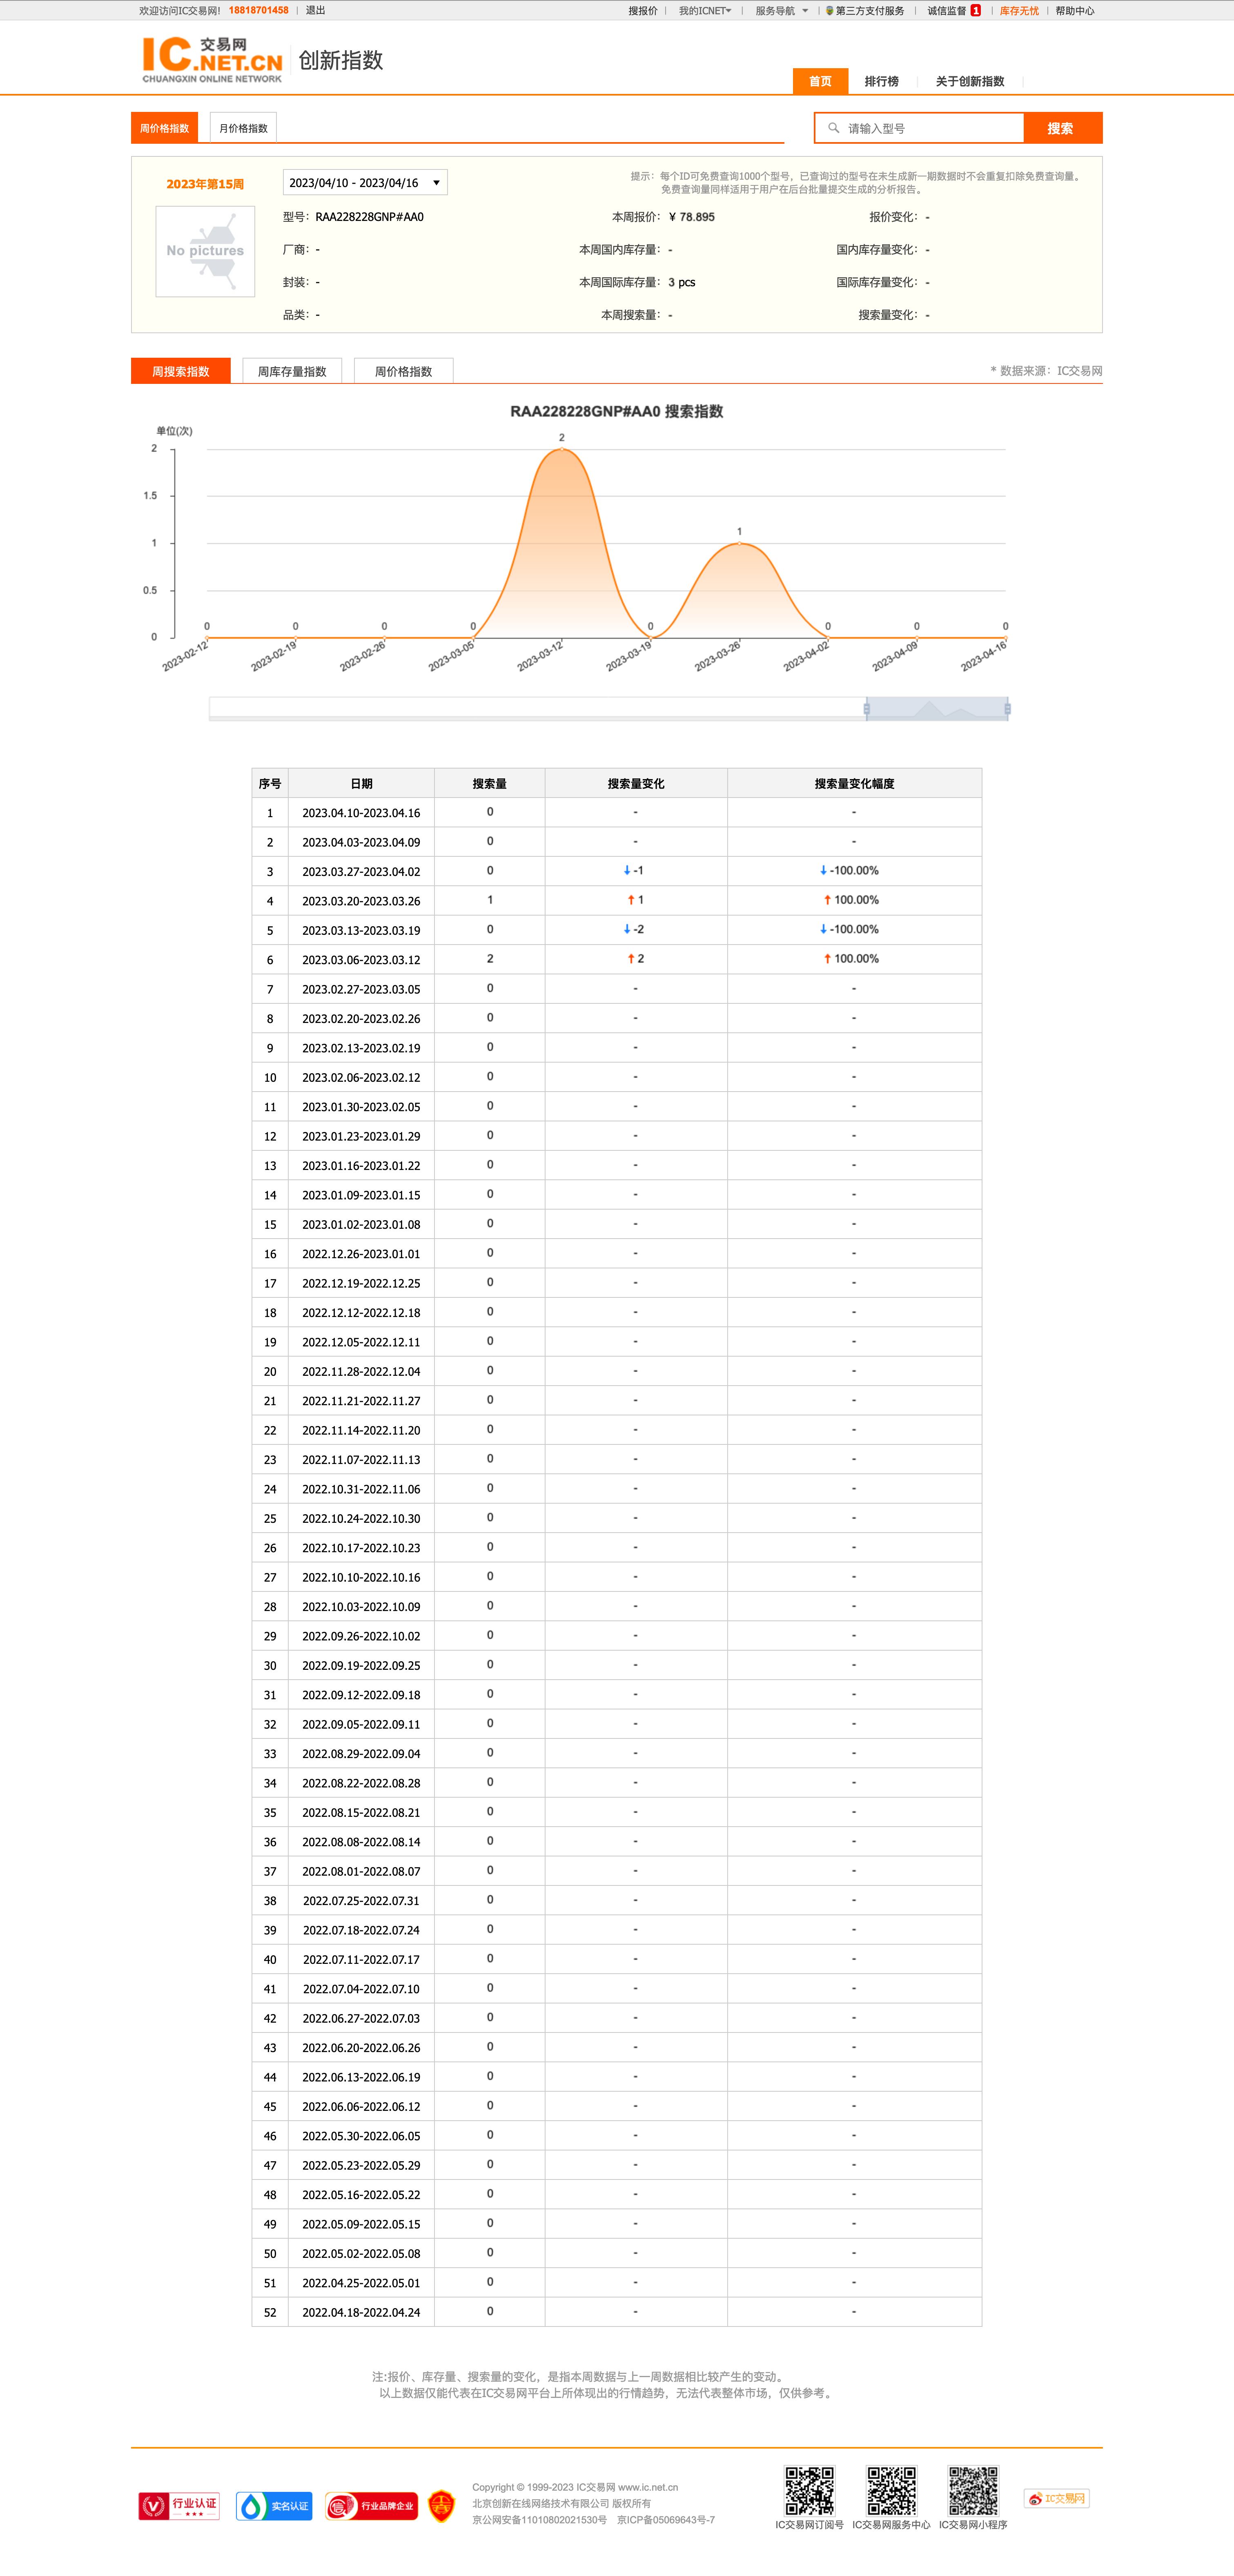 欢迎访问IC交易网! 18818701458 | 退出 搜报价 | 我的ICNET | 服务导航 | 第三方支付服务 | 诚信监督 1 | 库存无忧 | 帮助中心
IC 交易网
.NET.CN
CHUANGXIN ONLINE NETWORK
创新指数
首页 排行榜 关于创新指数
周价格指数 月价格指数 请输入型号 搜索
2023年第15周 2023/04/10 - 2023/04/16
提示：每个ID可免费查询1000个型号，已查询过的型号在未生成新一期数据时不会重复扣除免费查询量。
免费查询量同样适用于用户在后台批量提交生成的分析报告。
No pictures
型号：RAA228228GNP#AA0 本周报价：¥ 78.895 报价变化：-
厂商：- 本周国内库存量：- 国内库存量变化：-
封装：- 本周国际库存量：3 pcs 国际库存量变化：-
品类：- 本周搜索量：- 搜索量变化：-
周搜索指数 周库存量指数 周价格指数 * 数据来源：IC交易网
RAA228228GNP#AA0 搜索指数
单位(次)
2
1.5
1
0.5
0
0 0 0 0 2 0 1 0 0 0
2023-02-12 2023-02-19 2023-02-26 2023-03-05 2023-03-12 2023-03-19 2023-03-26 2023-04-02 2023-04-09 2023-04-16
序号 日期 搜索量 搜索量变化 搜索量变化幅度
1 2023.04.10-2023.04.16 0 - -
2 2023.04.03-2023.04.09 0 - -
3 2023.03.27-2023.04.02 0 ↓-1 ↓-100.00%
4 2023.03.20-2023.03.26 1 ↑1 ↑100.00%
5 2023.03.13-2023.03.19 0 ↓-2 ↓-100.00%
6 2023.03.06-2023.03.12 2 ↑2 ↑100.00%
7 2023.02.27-2023.03.05 0 - -
8 2023.02.20-2023.02.26 0 - -
9 2023.02.13-2023.02.19 0 - -
10 2023.02.06-2023.02.12 0 - -
11 2023.01.30-2023.02.05 0 - -
12 2023.01.23-2023.01.29 0 - -
13 2023.01.16-2023.01.22 0 - -
14 2023.01.09-2023.01.15 0 - -
15 2023.01.02-2023.01.08 0 - -
16 2022.12.26-2023.01.01 0 - -
17 2022.12.19-2022.12.25 0 - -
18 2022.12.12-2022.12.18 0 - -
19 2022.12.05-2022.12.11 0 - -
20 2022.11.28-2022.12.04 0 - -
21 2022.11.21-2022.11.27 0 - -
22 2022.11.14-2022.11.20 0 - -
23 2022.11.07-2022.11.13 0 - -
24 2022.10.31-2022.11.06 0 - -
25 2022.10.24-2022.10.30 0 - -
26 2022.10.17-2022.10.23 0 - -
27 2022.10.10-2022.10.16 0 - -
28 2022.10.03-2022.10.09 0 - -
29 2022.09.26-2022.10.02 0 - -
30 2022.09.19-2022.09.25 0 - -
31 2022.09.12-2022.09.18 0 - -
32 2022.09.05-2022.09.11 0 - -
33 2022.08.29-2022.09.04 0 - -
34 2022.08.22-2022.08.28 0 - -
35 2022.08.15-2022.08.21 0 - -
36 2022.08.08-2022.08.14 0 - -
37 2022.08.01-2022.08.07 0 - -
38 2022.07.25-2022.07.31 0 - -
39 2022.07.18-2022.07.24 0 - -
40 2022.07.11-2022.07.17 0 - -
41 2022.07.04-2022.07.10 0 - -
42 2022.06.27-2022.07.03 0 - -
43 2022.06.20-2022.06.26 0 - -
44 2022.06.13-2022.06.19 0 - -
45 2022.06.06-2022.06.12 0 - -
46 2022.05.30-2022.06.05 0 - -
47 2022.05.23-2022.05.29 0 - -
48 2022.05.16-2022.05.22 0 - -
49 2022.05.09-2022.05.15 0 - -
50 2022.05.02-2022.05.08 0 - -
51 2022.04.25-2022.05.01 0 - -
52 2022.04.18-2022.04.24 0 - -
注:报价、库存量、搜索量的变化，是指本周数据与上一周数据相比较产生的变动。
以上数据仅能代表在IC交易网平台上所体现出的行情趋势，无法代表整体市场，仅供参考。
行业认证 实名认证 信 行业品牌企业
Copyright © 1999-2023 IC交易网 www.ic.net.cn
北京创新在线网络技术有限公司 版权所有
京公网安备11010802021530号 京ICP备05069643号-7
IC交易网订阅号 IC交易网服务中心 IC交易网小程序
IC交易网